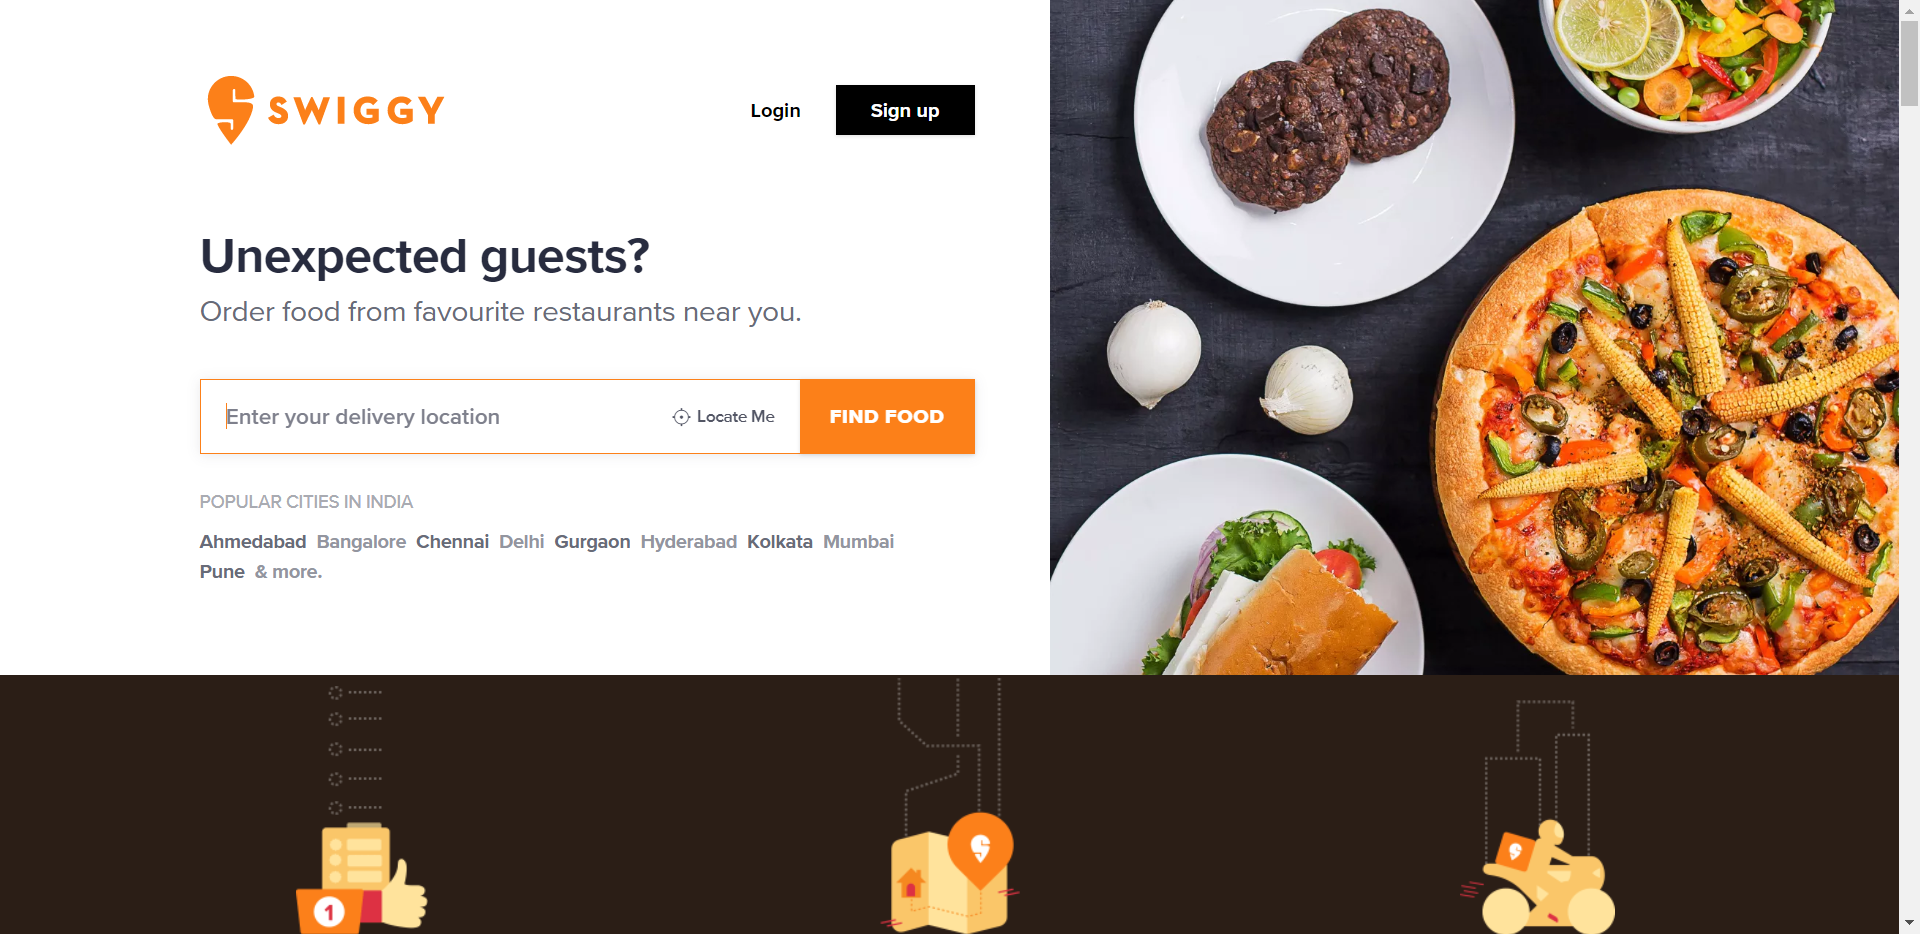 SWIGGY
Login
Sign up
Unexpected guests?
Order food from favourite restaurants near you.
Enter your delivery location
Locate Me
FIND FOOD
POPULAR CITIES IN INDIA
Ahmedabad Bangalore Chennai Delhi Gurgaon Hyderabad Kolkata Mumbai
Pune & more.
1